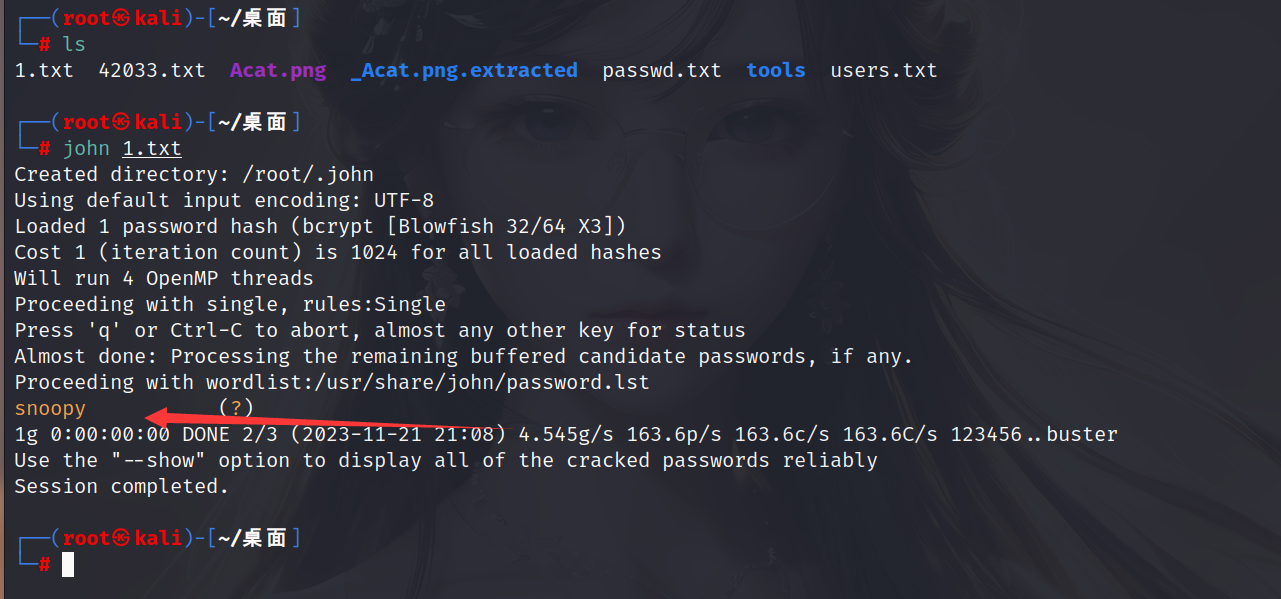 ┌──(root㉿kali)-[~/桌面]
└─# ls
1.txt  42033.txt  Acat.png  _Acat.png.extracted  passwd.txt  tools  users.txt
┌──(root㉿kali)-[~/桌面]
└─# john 1.txt
Created directory: /root/.john
Using default input encoding: UTF-8
Loaded 1 password hash (bcrypt [Blowfish 32/64 X3])
Cost 1 (iteration count) is 1024 for all loaded hashes
Will run 4 OpenMP threads
Proceeding with single, rules:Single
Press 'q' or Ctrl-C to abort, almost any other key for status
Almost done: Processing the remaining buffered candidate passwords, if any.
Proceeding with wordlist:/usr/share/john/password.lst
snoopy           (?)
1g 0:00:00:00 DONE 2/3 (2023-11-21 21:08) 4.545g/s 163.6p/s 163.6c/s 163.6C/s 123456..buster
Use the "--show" option to display all of the cracked passwords reliably
Session completed.
┌──(root㉿kali)-[~/桌面]
└─#